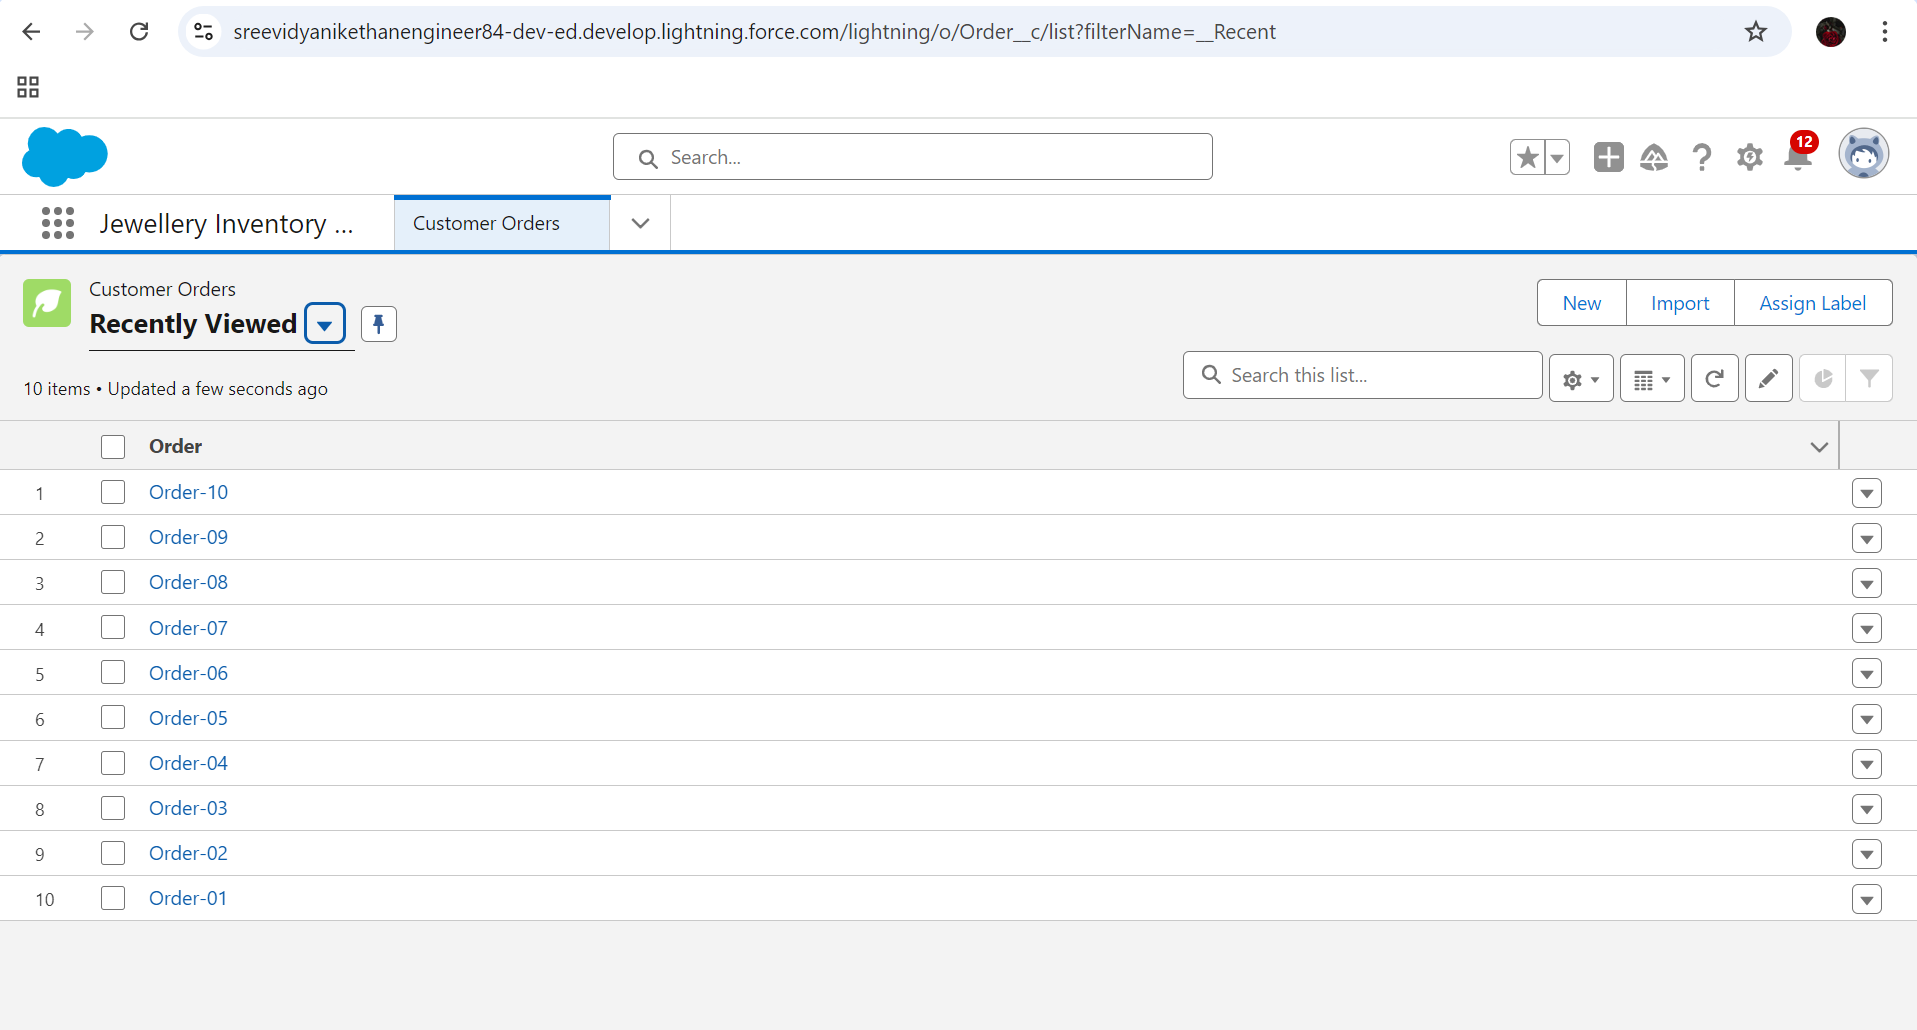 sreevidyanikethanengineer84-dev-ed.develop.lightning.force.com/lightning/o/Order__c/list?filterName=__Recent
Search...
12
Jewellery Inventory ...
Customer Orders
Customer Orders
Recently Viewed
New
Import
Assign Label
10 items • Updated a few seconds ago
Search this list...
Order
1 Order-10
2 Order-09
3 Order-08
4 Order-07
5 Order-06
6 Order-05
7 Order-04
8 Order-03
9 Order-02
10 Order-01